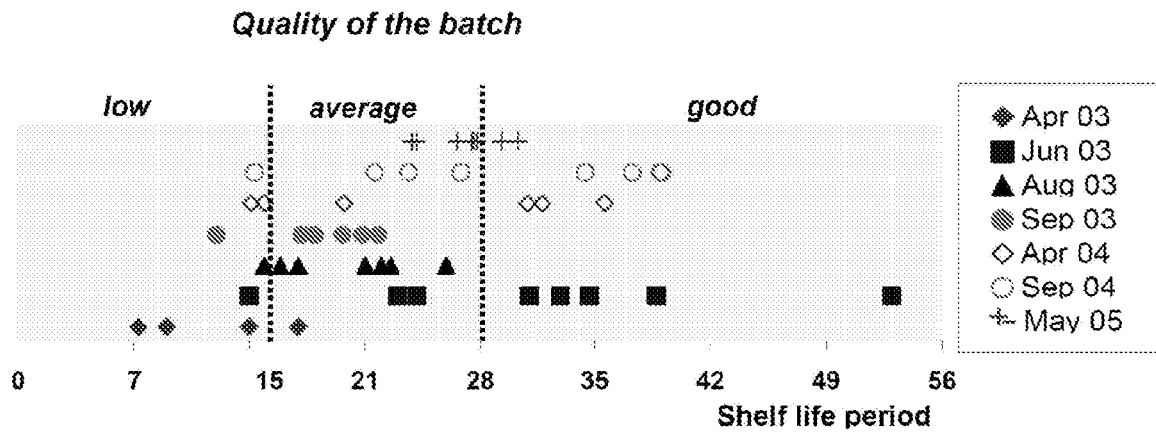 Quality of the batch
low average good
Apr 03
Jun 03
Aug 03
Sep 03
Apr 04
Sep 04
May 05
0 7 15 21 28 35 42 49 56
Shelf life period